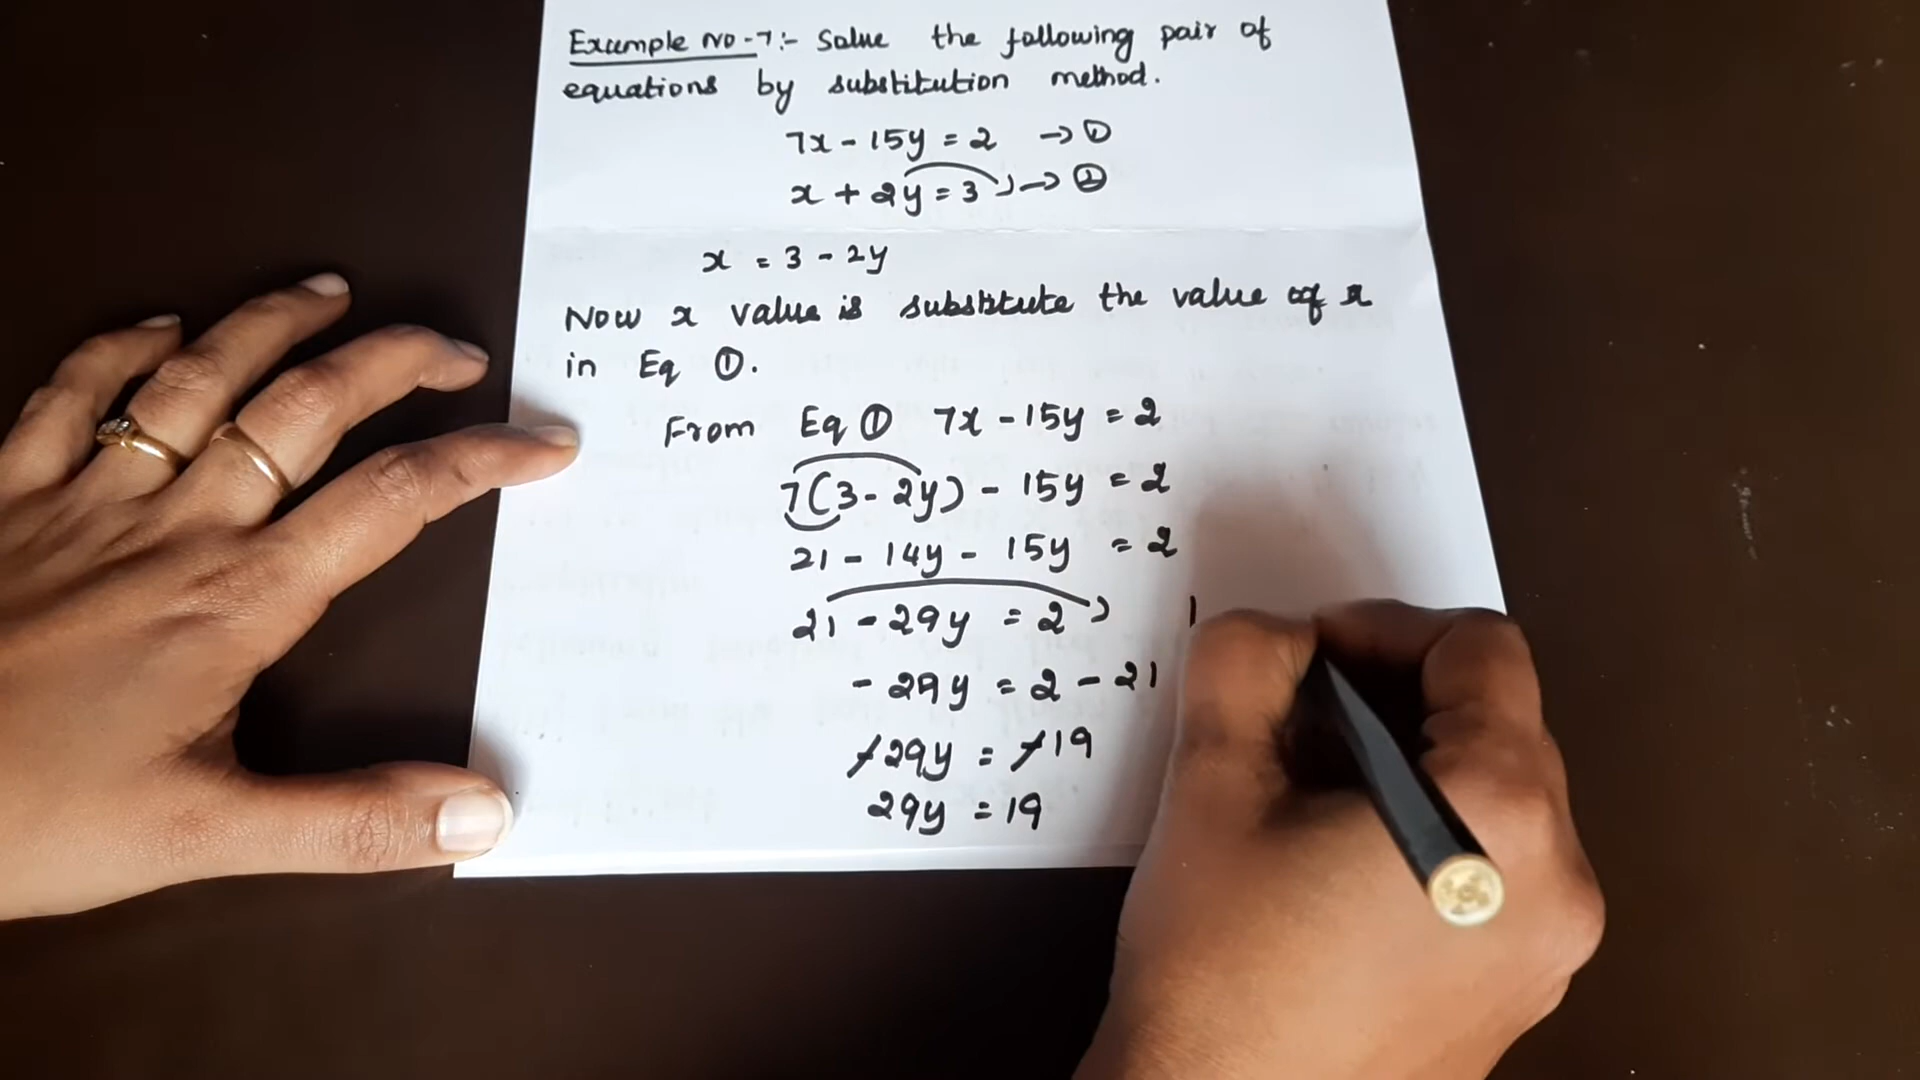 Example No-7:- Solve the following pair of
equations by substitution method.
7x - 15y = 2 → ①
x + 2y = 3 → ②
x = 3 - 2y
Now x value is substitute the value of x
in Eq ①.
From Eq ① 7x - 15y = 2
7(3 - 2y) - 15y = 2
21 - 14y - 15y = 2
21 - 29y = 2
- 29y = 2 - 21
-29y = -19
29y = 19